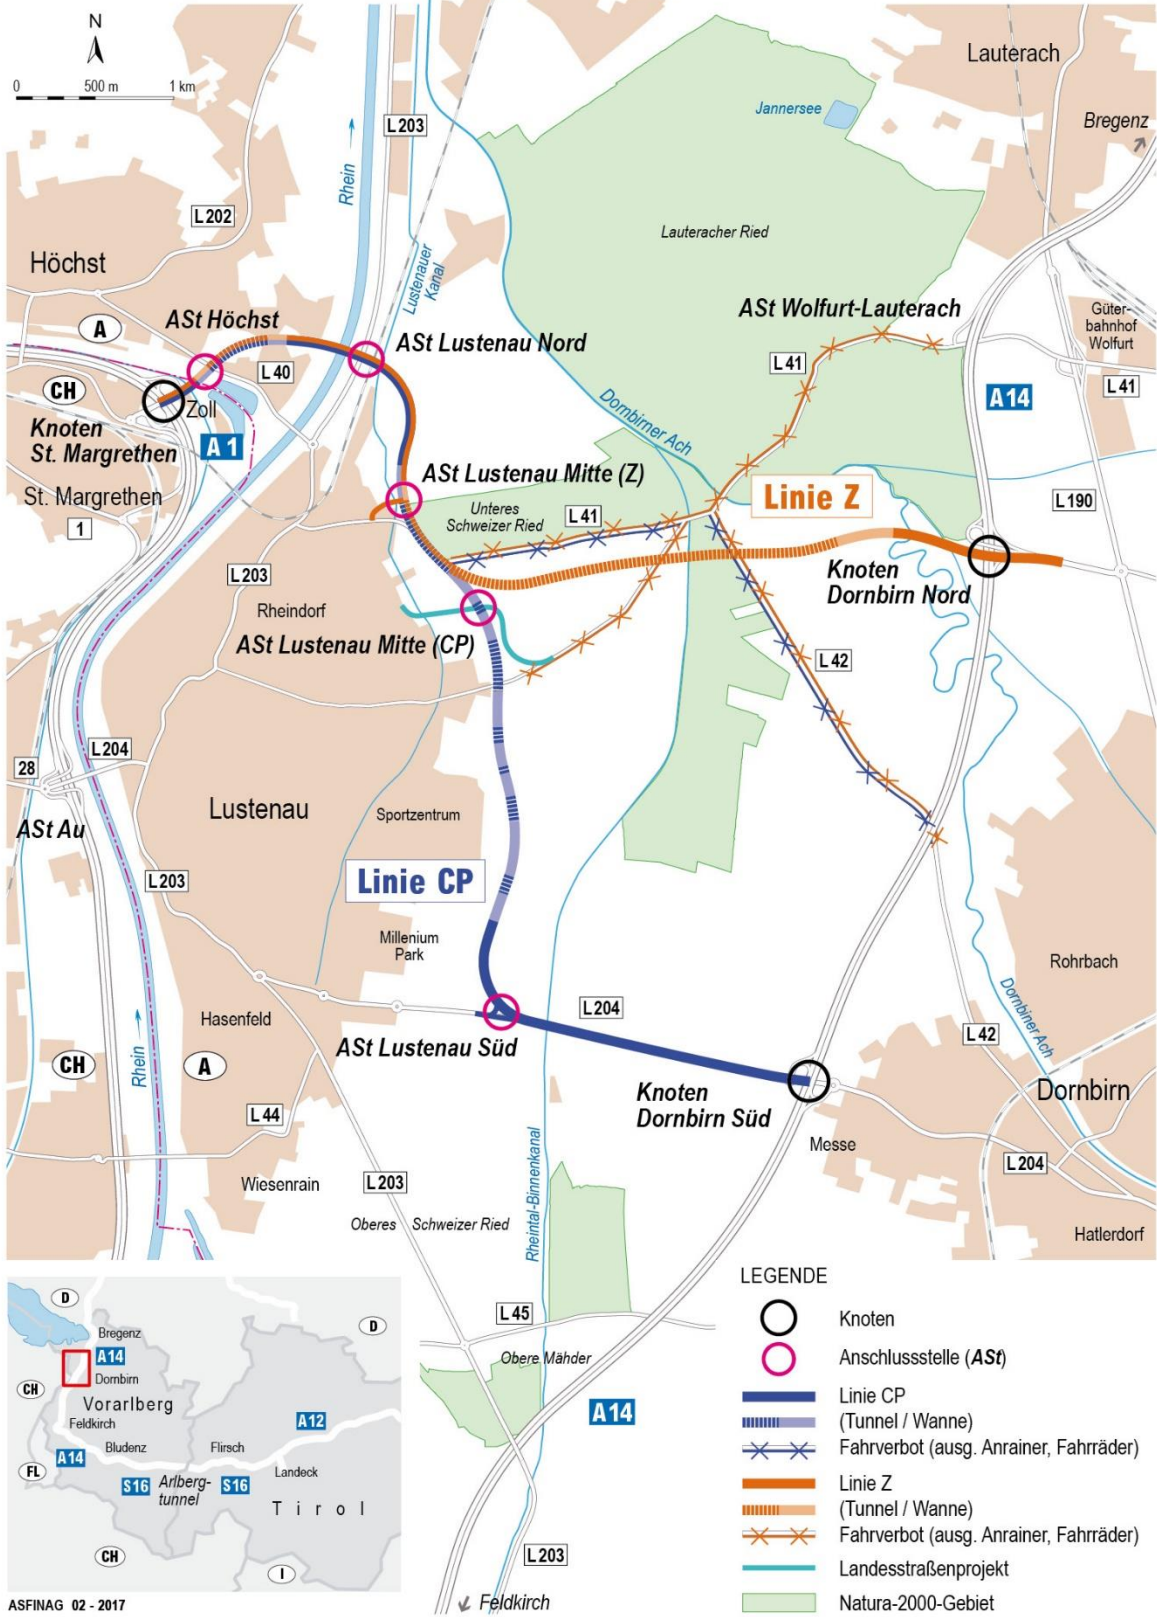 N
0 500 m 1 km
Lauterach
Jannersee
Bregenz
L 203
Rhein
L 202
Lauteracher Ried
Höchst
Lustenauer
Kanal
A
ASt Höchst
ASt Wolfurt-Lauterach
Güter-
bahnhof
Wolfurt
ASt Lustenau Nord
L 40
L 41
L 41
CH
Zoll
A 14
Knoten
St. Margrethen
A 1
Dornbirner Ach
ASt Lustenau Mitte (Z)
St. Margrethen
1
Unteres
Schweizer Ried
L 41
Linie Z
L 190
L 203
Knoten
Dornbirn Nord
Rheindorf
ASt Lustenau Mitte (CP)
L 42
L 204
28
Lustenau
Sportzentrum
ASt Au
L 203
Linie CP
Millenium
Park
Rohrbach
Dornbirner Ach
L 204
Hasenfeld
L 42
ASt Lustenau Süd
CH
Rhein
A
Knoten
Dornbirn Süd
Dornbirn
L 44
Messe
L 204
Rheintal-Binnenkanal
Wiesenrain
L 203
Oberes Schweizer Ried
Hatlerdorf
L 45
Obere Mähder
A 14
L 203
Feldkirch
D
Bregenz
D
A 14
Dornbirn
CH
Vorarlberg
Feldkirch
A 12
Bludenz
Flirsch
A 14
FL
S 16
Arlberg-
tunnel
S 16
Landeck
Tirol
CH
I
ASFINAG 02 - 2017
LEGENDE
Knoten
Anschlussstelle (ASt)
Linie CP
(Tunnel / Wanne)
Fahrverbot (ausg. Anrainer, Fahrräder)
Linie Z
(Tunnel / Wanne)
Fahrverbot (ausg. Anrainer, Fahrräder)
Landesstraßenprojekt
Natura-2000-Gebiet